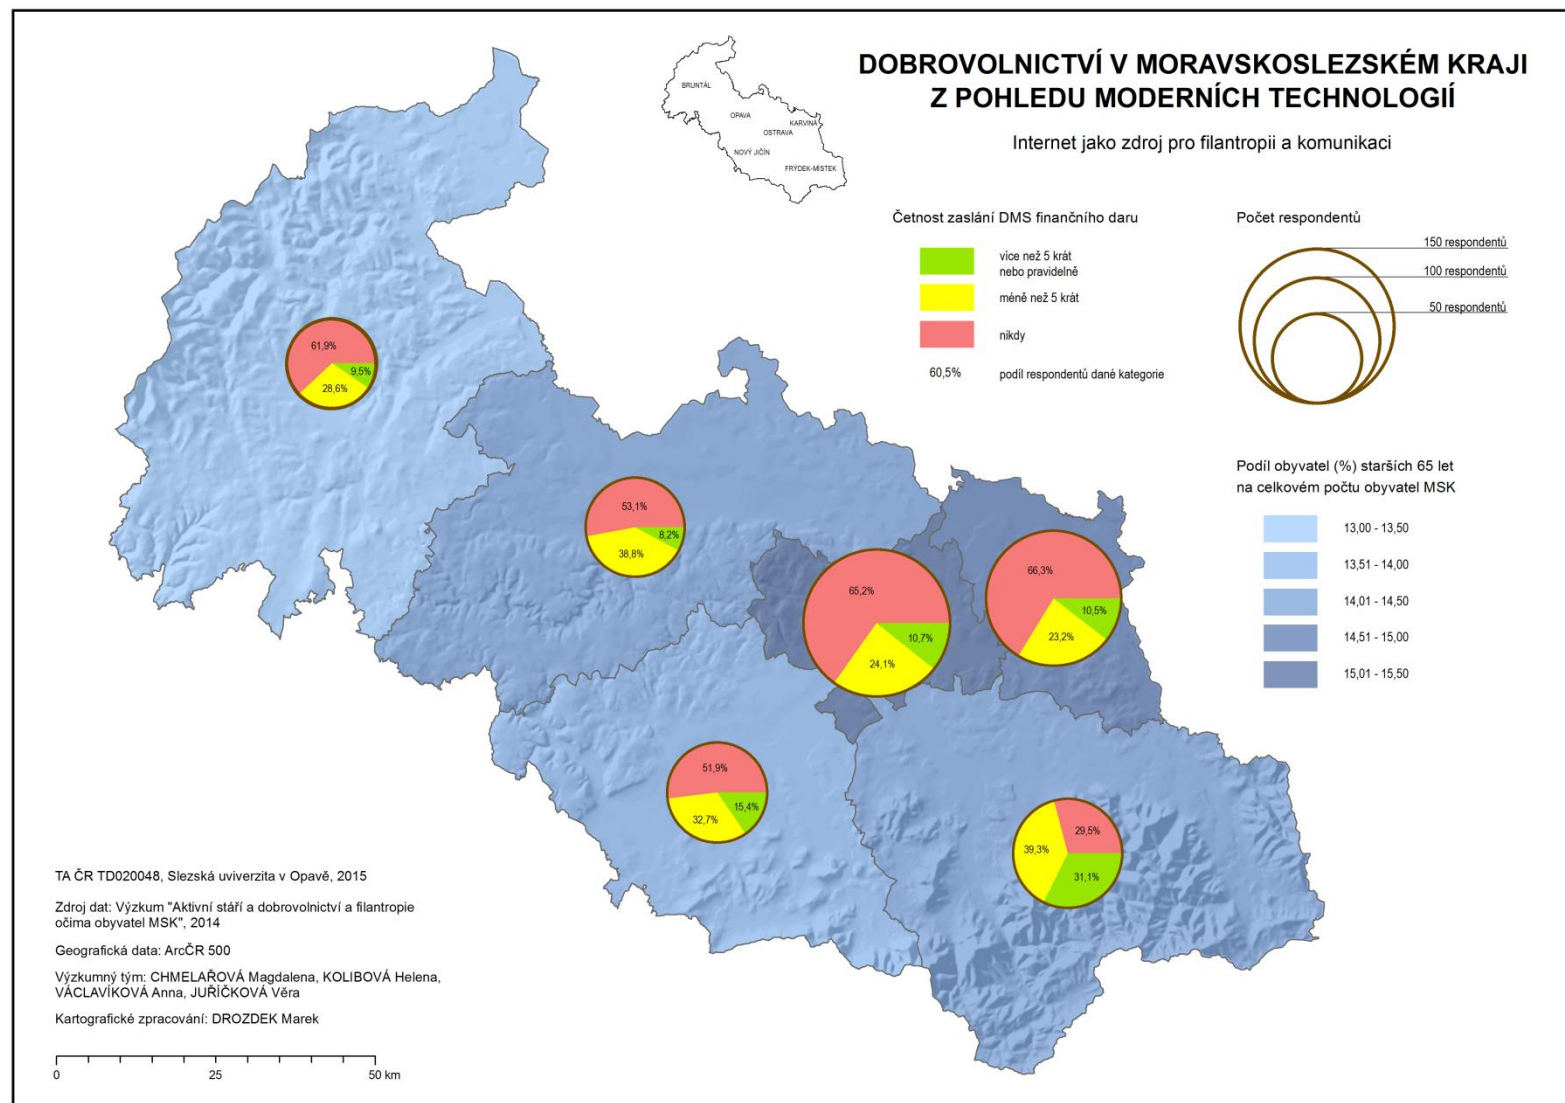 DOBROVOLNICTVÍ V MORAVSKOSLEZSKÉM KRAJI
Z POHLEDU MODERNÍCH TECHNOLOGIÍ
Internet jako zdroj pro filantropii a komunikaci
BRUNTÁL
OPAVA
KARVINÁ
OSTRAVA
NOVÝ JIČÍN
FRÝDEK-MÍSTEK
Četnost zaslání DMS finančního daru
více než 5 krát
nebo pravidelně
méně než 5 krát
nikdy
60,5%
podíl respondentů dané kategorie
Počet respondentů
150 respondentů
100 respondentů
50 respondentů
Podíl obyvatel (%) starších 65 let
na celkovém počtu obyvatel MSK
13,00 - 13,50
13,51 - 14,00
14,01 - 14,50
14,51 - 15,00
15,01 - 15,50
61,9%
9,5%
28,6%
53,1%
8,2%
38,8%
65,2%
10,7%
24,1%
66,3%
10,5%
23,2%
51,9%
15,4%
32,7%
29,5%
39,3%
31,1%
TA ČR TD020048, Slezská uviverzita v Opavě, 2015
Zdroj dat: Výzkum "Aktivní stáří a dobrovolnictví a filantropie
očima obyvatel MSK", 2014
Geografická data: ArcČR 500
Výzkumný tým: CHMELAŘOVÁ Magdalena, KOLIBOVÁ Helena,
VÁCLAVÍKOVÁ Anna, JUŘÍČKOVÁ Věra
Kartografické zpracování: DROZDEK Marek
0
25
50 km